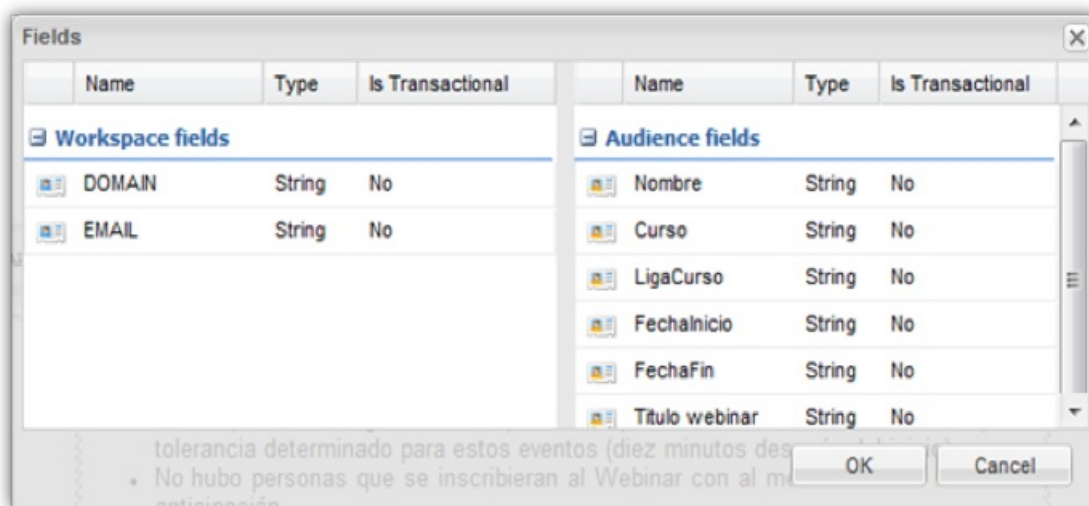 Fields
Name Type Is Transactional
Workspace fields
DOMAIN String No
EMAIL String No
Name Type Is Transactional
Audience fields
Nombre String No
Curso String No
LigaCurso String No
FechaInicio String No
FechaFin String No
Titulo webinar String No
tolerancia determinado para estos eventos (diez minutos
No hubo personas que se inscribieran al Webinar con al
anticipación
OK Cancel